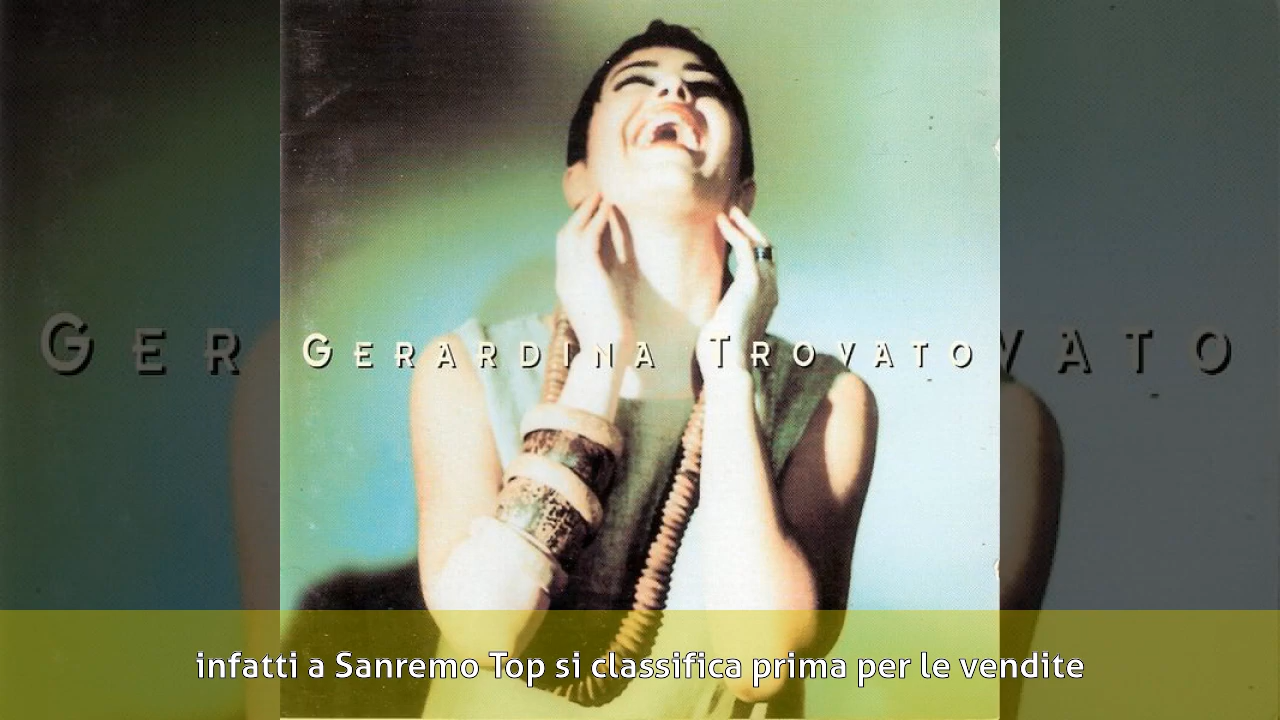 GERARDINA TROVATO
infatti a Sanremo Top si classifica prima per le vendite